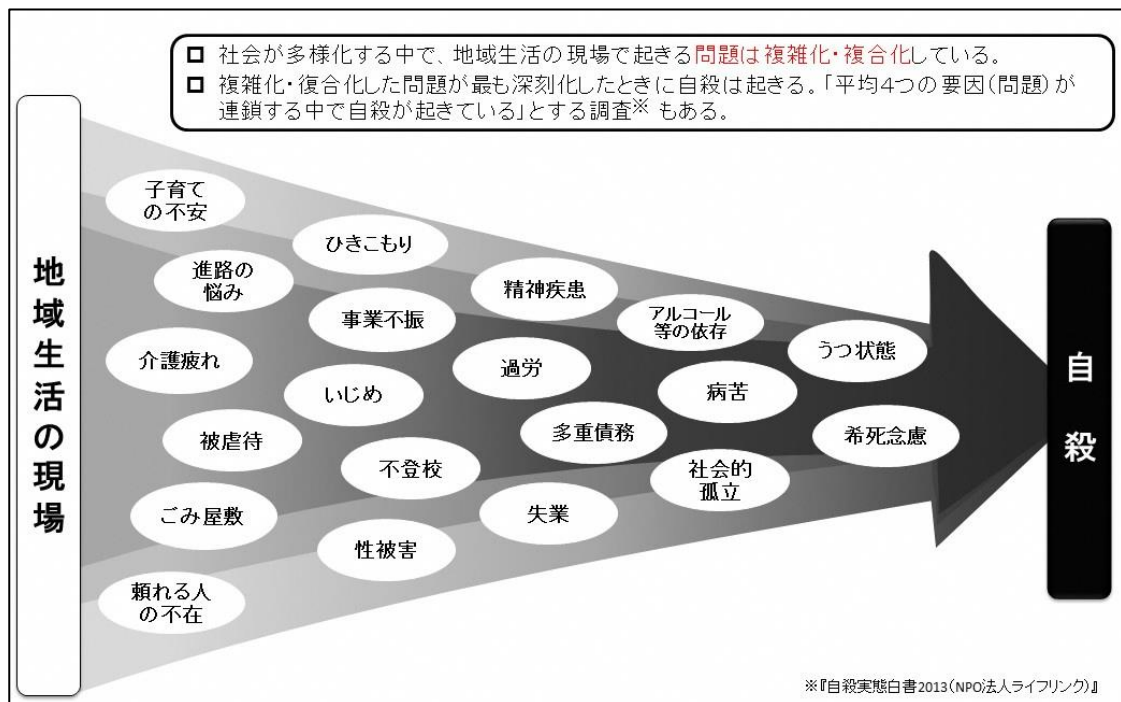 □ 社会が多様化する中で、地域生活の現場で起きる問題は複雑化・複合化している。
□ 複雑化・復合化した問題が最も深刻化したときに自殺は起きる。「平均4つの要因(問題)が
連鎖する中で自殺が起きている」とする調査※ もある。
地域生活の現場
子育て
の不安
進路の
悩み
介護疲れ
被虐待
ごみ屋敷
頼れる人
の不在
ひきこもり
事業不振
いじめ
不登校
性被害
精神疾患
過労
多重債務
失業
アルコール
等の依存
病苦
社会的
孤立
うつ状態
希死念慮
自殺
※『自殺実態白書2013(NPO法人ライフリンク)』